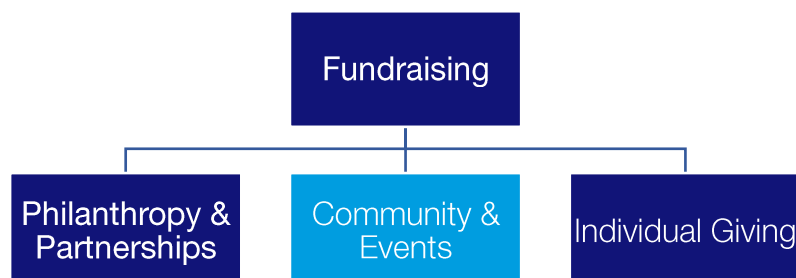 Fundraising
Philanthropy &
Partnerships
Community &
Events
Individual Giving